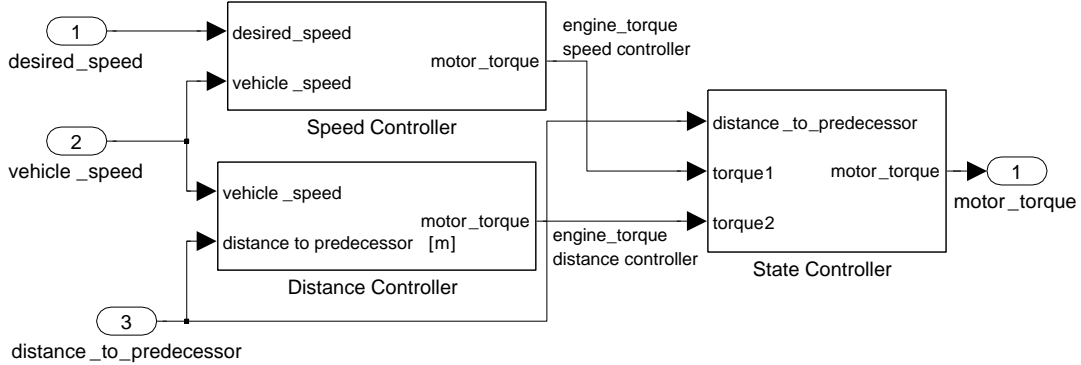 1
desired_speed
2
vehicle _speed
3
distance _to_predecessor
desired_speed
vehicle _speed
motor_torque
Speed Controller
engine_torque
speed controller
vehicle _speed
distance to predecessor [m]
motor_torque
Distance Controller
engine_torque
distance controller
distance _to_predecessor
torque1
torque2
motor_torque
State Controller
1
motor_torque